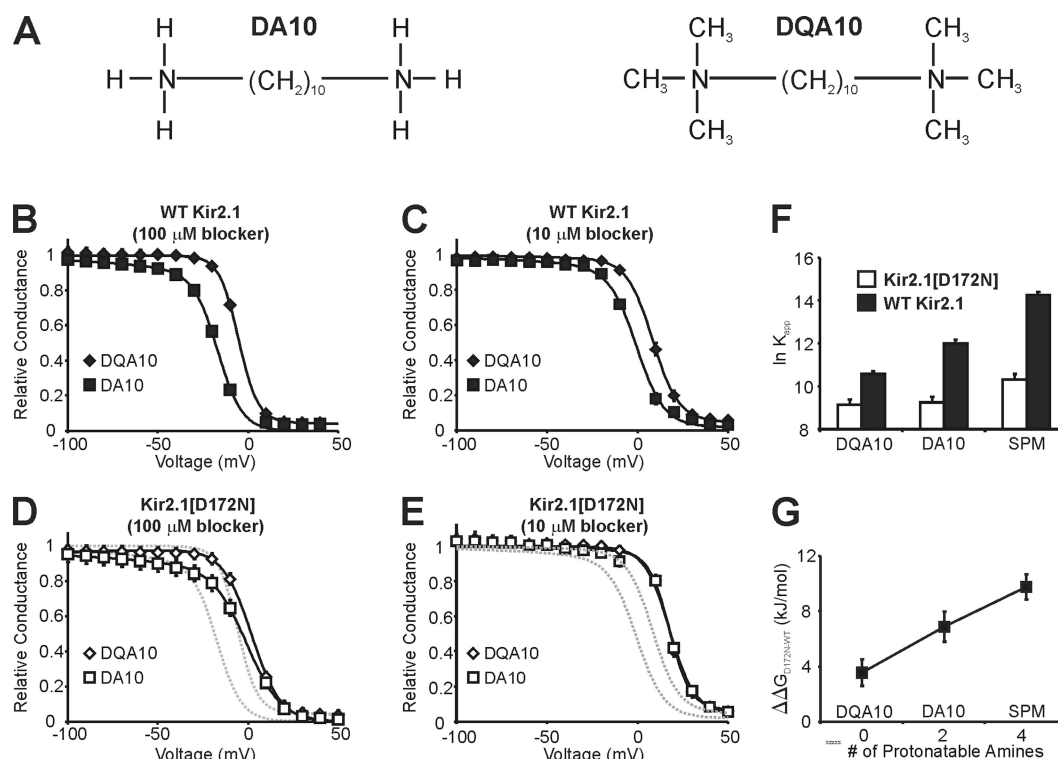 A
DA10
H H
H N (CH2)10 N H
H H
DQA10
CH3 CH3
CH3 N (CH2)10 N CH3
CH3 CH3
B
WT Kir2.1
(100 μM blocker)
Relative Conductance
1
0.8
0.6
0.4
0.2
0
DQA10
DA10
-100 -50 0 50
Voltage (mV)
C
WT Kir2.1
(10 μM blocker)
Relative Conductance
1
0.8
0.6
0.4
0.2
0
DQA10
DA10
-100 -50 0 50
Voltage (mV)
F
ln Kapp
16
14
12
10
8
Kir2.1[D172N]
WT Kir2.1
DQA10 DA10 SPM
D
Kir2.1[D172N]
(100 μM blocker)
Relative Conductance
1
0.8
0.6
0.4
0.2
0
DQA10
DA10
-100 -50 0 50
Voltage (mV)
E
Kir2.1[D172N]
(10 μM blocker)
Relative Conductance
1
0.8
0.6
0.4
0.2
0
DQA10
DA10
-100 -50 0 50
Voltage (mV)
G
ΔΔG D172N-WT (kJ/mol)
12
8
4
0
DQA10 DA10 SPM
0 2 4
# of Protonatable Amines